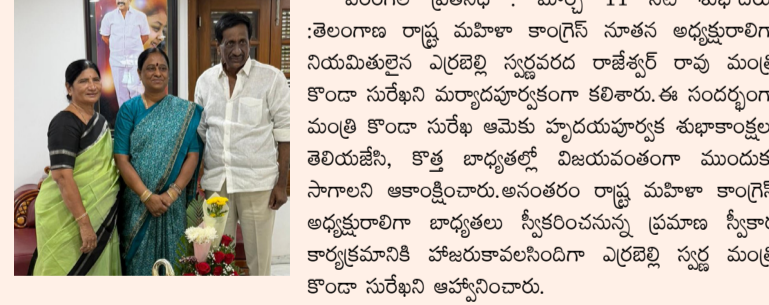 మార్చి 11
:తెలంగాణ రాష్ట్ర మహిళా కాంగ్రెస్ నూతన అధ్యక్షురాలిగా
నియమితులైన ఎర్రబెల్లి స్వర్ణవరద రాజేశ్వర్ రావు మంత్రి
కొండా సురేఖని మర్యాదపూర్వకంగా కలిశారు.ఈ సందర్భంగా
మంత్రి కొండా సురేఖ ఆమెకు హృదయపూర్వక శుభాకాంక్షల
తెలియజేసి, కొత్త బాధ్యతల్లో విజయవంతంగా ముందుక
సాగాలని ఆకాంక్షించారు.అనంతరం రాష్ట్ర మహిళా కాంగ్రెస్
అధ్యక్షురాలిగా బాధ్యతలు స్వీకరించనున్న ప్రమాణ స్వీకార
కార్యక్రమానికి హాజరుకావలసిందిగా ఎర్రబెల్లి స్వర్ణ మంత్రి
కొండా సురేఖని ఆహ్వానించారు.